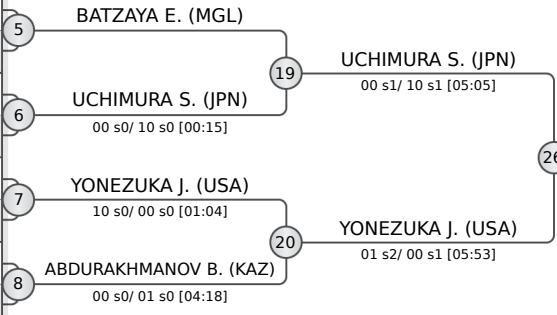 BATZAYA E. (MGL)
5
19
UCHIMURA S. (JPN)
00 s1/ 10 s1 [05:05]
UCHIMURA S. (JPN)
6
00 s0/ 10 s0 [00:15]
26
YONEZUKA J. (USA)
7
10 s0/ 00 s0 [01:04]
20
YONEZUKA J. (USA)
01 s2/ 00 s1 [05:53]
ABDURAKHMANOV B. (KAZ)
8
00 s0/ 01 s0 [04:18]